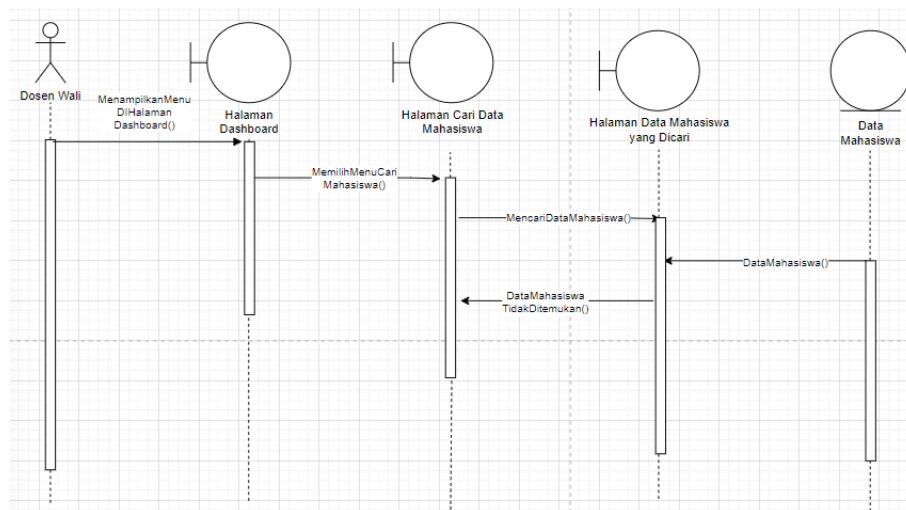 Dosen Wali
Halaman
Dashboard
Halaman Cari Data
Mahasiswa
Halaman Data Mahasiswa
yang Dicari
Data
Mahasiswa
MenampilkanMenu
DiHalaman
Dashboard()
MemilihMenuCari
Mahasiswa()
MencariDataMahasiswa()
DataMahasiswa()
DataMahasiswa
TidakDitemukan()